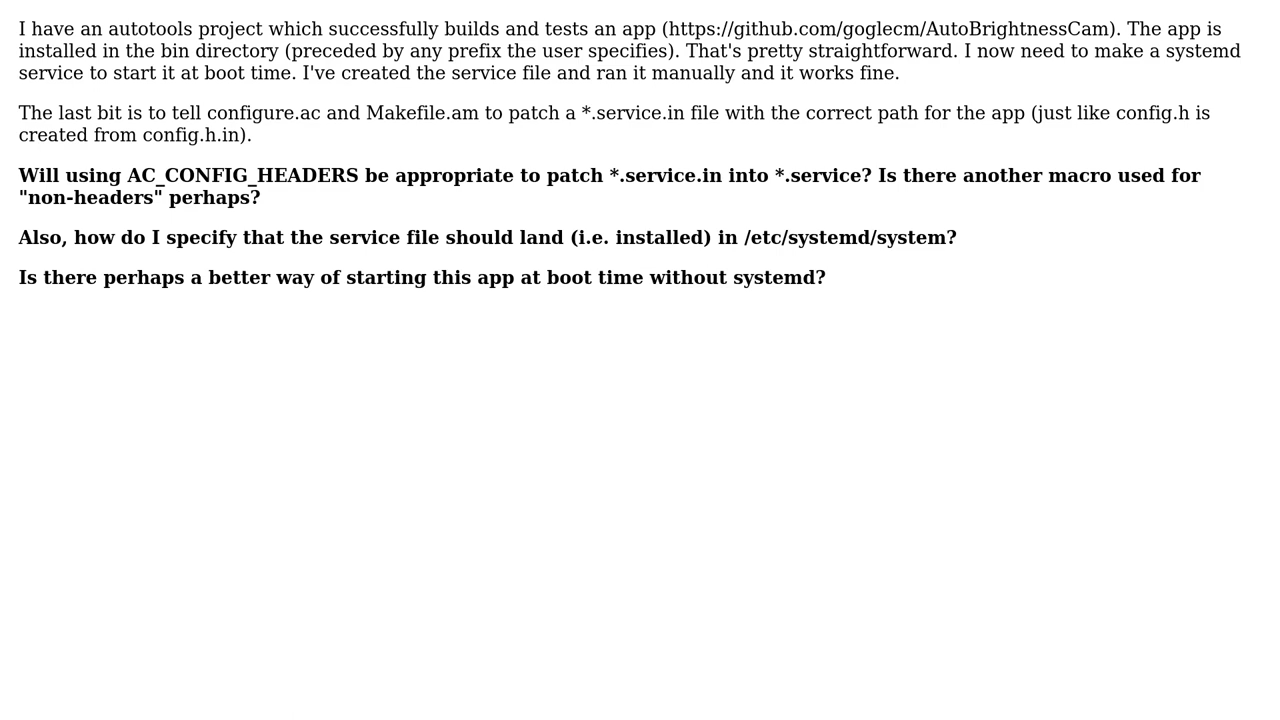 I have an autotools project which successfully builds and tests an app (https://github.com/goglecm/AutoBrightnessCam). The app is
installed in the bin directory (preceded by any prefix the user specifies). That's pretty straightforward. I now need to make a systemd
service to start it at boot time. I've created the service file and ran it manually and it works fine.
The last bit is to tell configure.ac and Makefile.am to patch a *.service.in file with the correct path for the app (just like config.h is
created from config.h.in).
Will using AC_CONFIG_HEADERS be appropriate to patch *.service.in into *.service? Is there another macro used for
"non-headers" perhaps?
Also, how do I specify that the service file should land (i.e. installed) in /etc/systemd/system?
Is there perhaps a better way of starting this app at boot time without systemd?